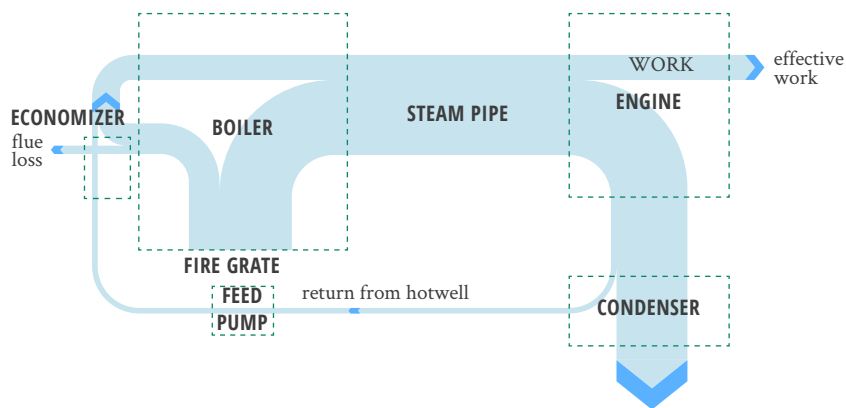 WORK
effective
work
ENGINE
ECONOMIZER
STEAM PIPE
BOILER
flue
loss
FIRE GRATE
FEED
PUMP
return from hotwell
CONDENSER